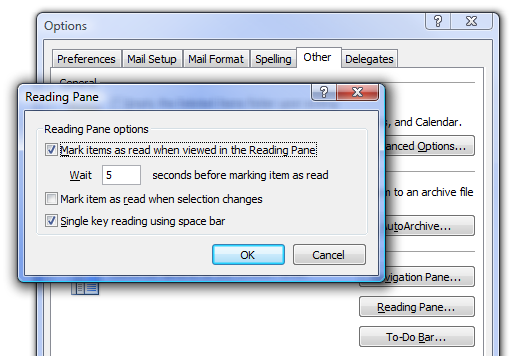 Options
Preferences Mail Setup Mail Format Spelling Other Delegates
General
Reading Pane
s, and Calendar.
Reading Pane options
anced Options...
Mark items as read when viewed in the Reading Pane
Wait 5 seconds before marking item as read
m to an archive file
Mark item as read when selection changes
Single key reading using space bar
utoArchive...
OK Cancel
vigation Pane...
Reading Pane...
To-Do Bar...